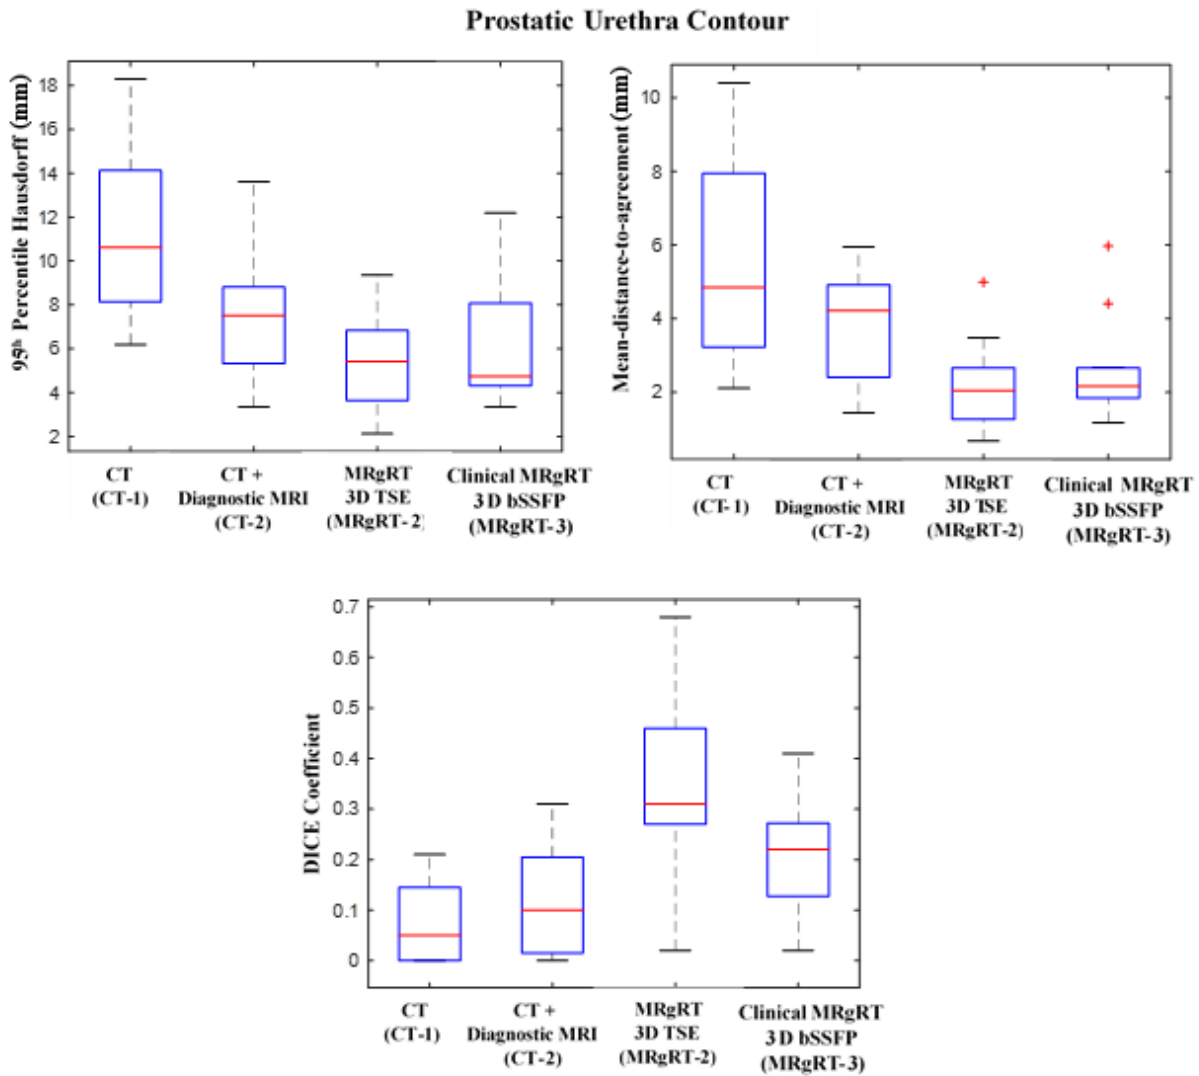 Prostatic Urethra Contour
95th Percentile Hausdorff (mm)
18
16
14
12
10
8
6
4
2
CT
(CT-1)
CT +
Diagnostic MRI
(CT-2)
MRgRT
3D TSE
(MRgRT-2)
Clinical MRgRT
3D bSSFP
(MRgRT-3)
Mean-distance-to-agreement (mm)
10
8
6
4
2
CT
(CT-1)
CT +
Diagnostic MRI
(CT-2)
MRgRT
3D TSE
(MRgRT-2)
Clinical MRgRT
3D bSSFP
(MRgRT-3)
DICE Coefficient
0.7
0.6
0.5
0.4
0.3
0.2
0.1
0
CT
(CT-1)
CT +
Diagnostic MRI
(CT-2)
MRgRT
3D TSE
(MRgRT-2)
Clinical MRgRT
3D bSSFP
(MRgRT-3)